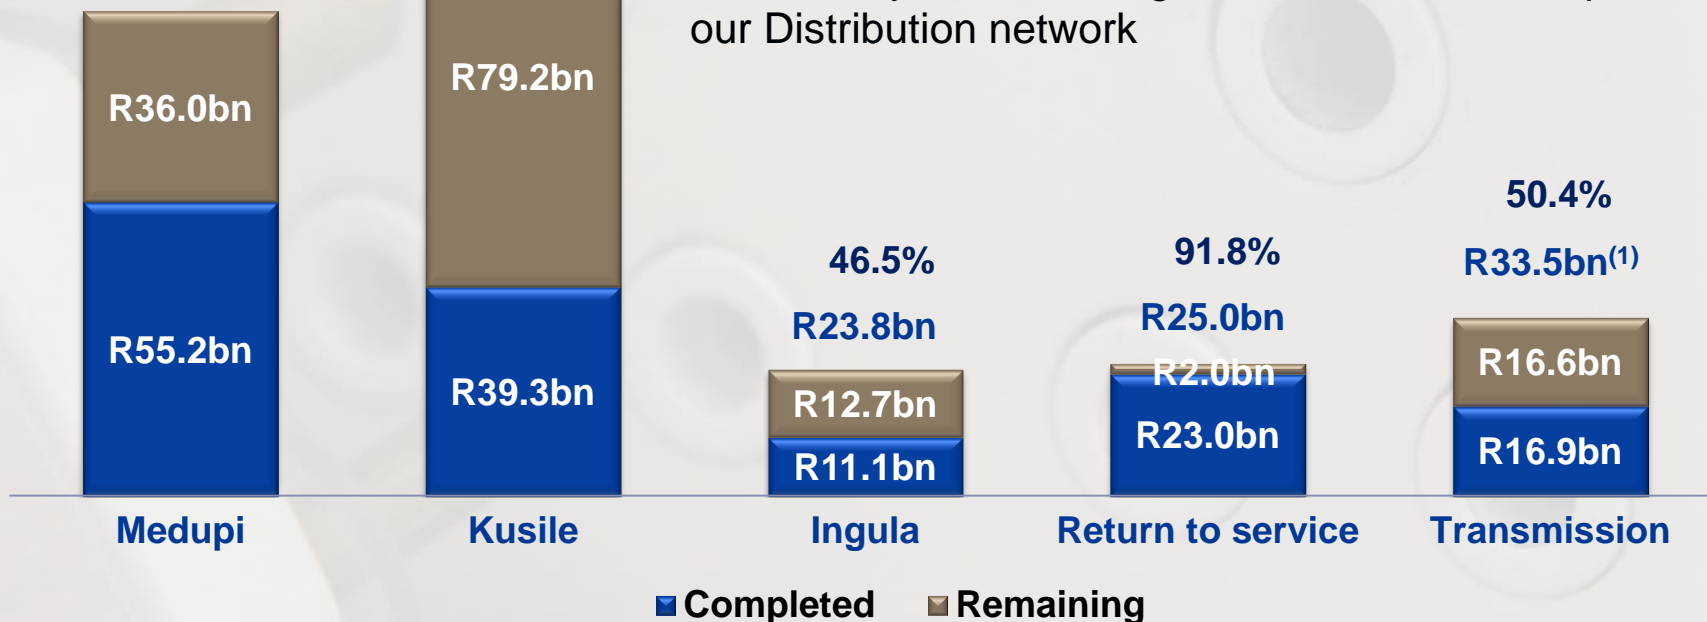 our Distribution network
R36.0bn
R79.2bn
R55.2bn
R39.3bn
46.5%
R23.8bn
R12.7bn
R11.1bn
91.8%
R25.0bn
R2.0bn
R23.0bn
50.4%
R33.5bn(1)
R16.6bn
R16.9bn
Medupi
Kusile
Ingula
Return to service
Transmission
Completed
Remaining